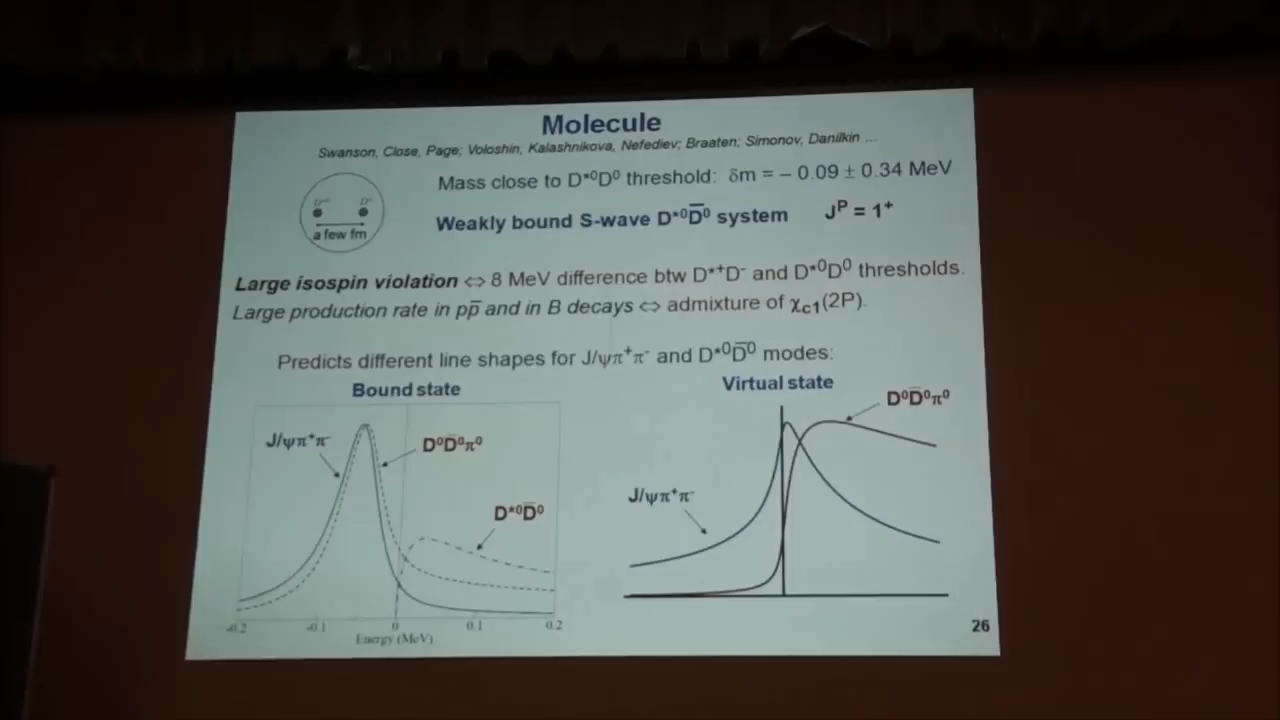 Molecule
Swanson, Close, Page; Voloshin, Kalashnikova, Nefediev; Braaten; Simonov, Danilkin ...
Mass close to D*⁰D⁰ threshold: δm = – 0.09 ± 0.34 MeV
D*⁰ D⁰
a few fm
Weakly bound S-wave D*⁰D̅⁰ system Jᴾ = 1⁺
Large isospin violation ⇔ 8 MeV difference btw D*⁺D⁻ and D*⁰D⁰ thresholds.
Large production rate in pp̅ and in B decays ⇔ admixture of χc1(2P).
Predicts different line shapes for J/ψπ⁺π⁻ and D*⁰D̅⁰ modes:
Bound state
J/ψπ⁺π⁻
D⁰D̅⁰π⁰
D*⁰D̅⁰
-0.2 -0.1 0 0.1 0.2
Energy (MeV)
Virtual state
D⁰D̅⁰π⁰
J/ψπ⁺π⁻
26